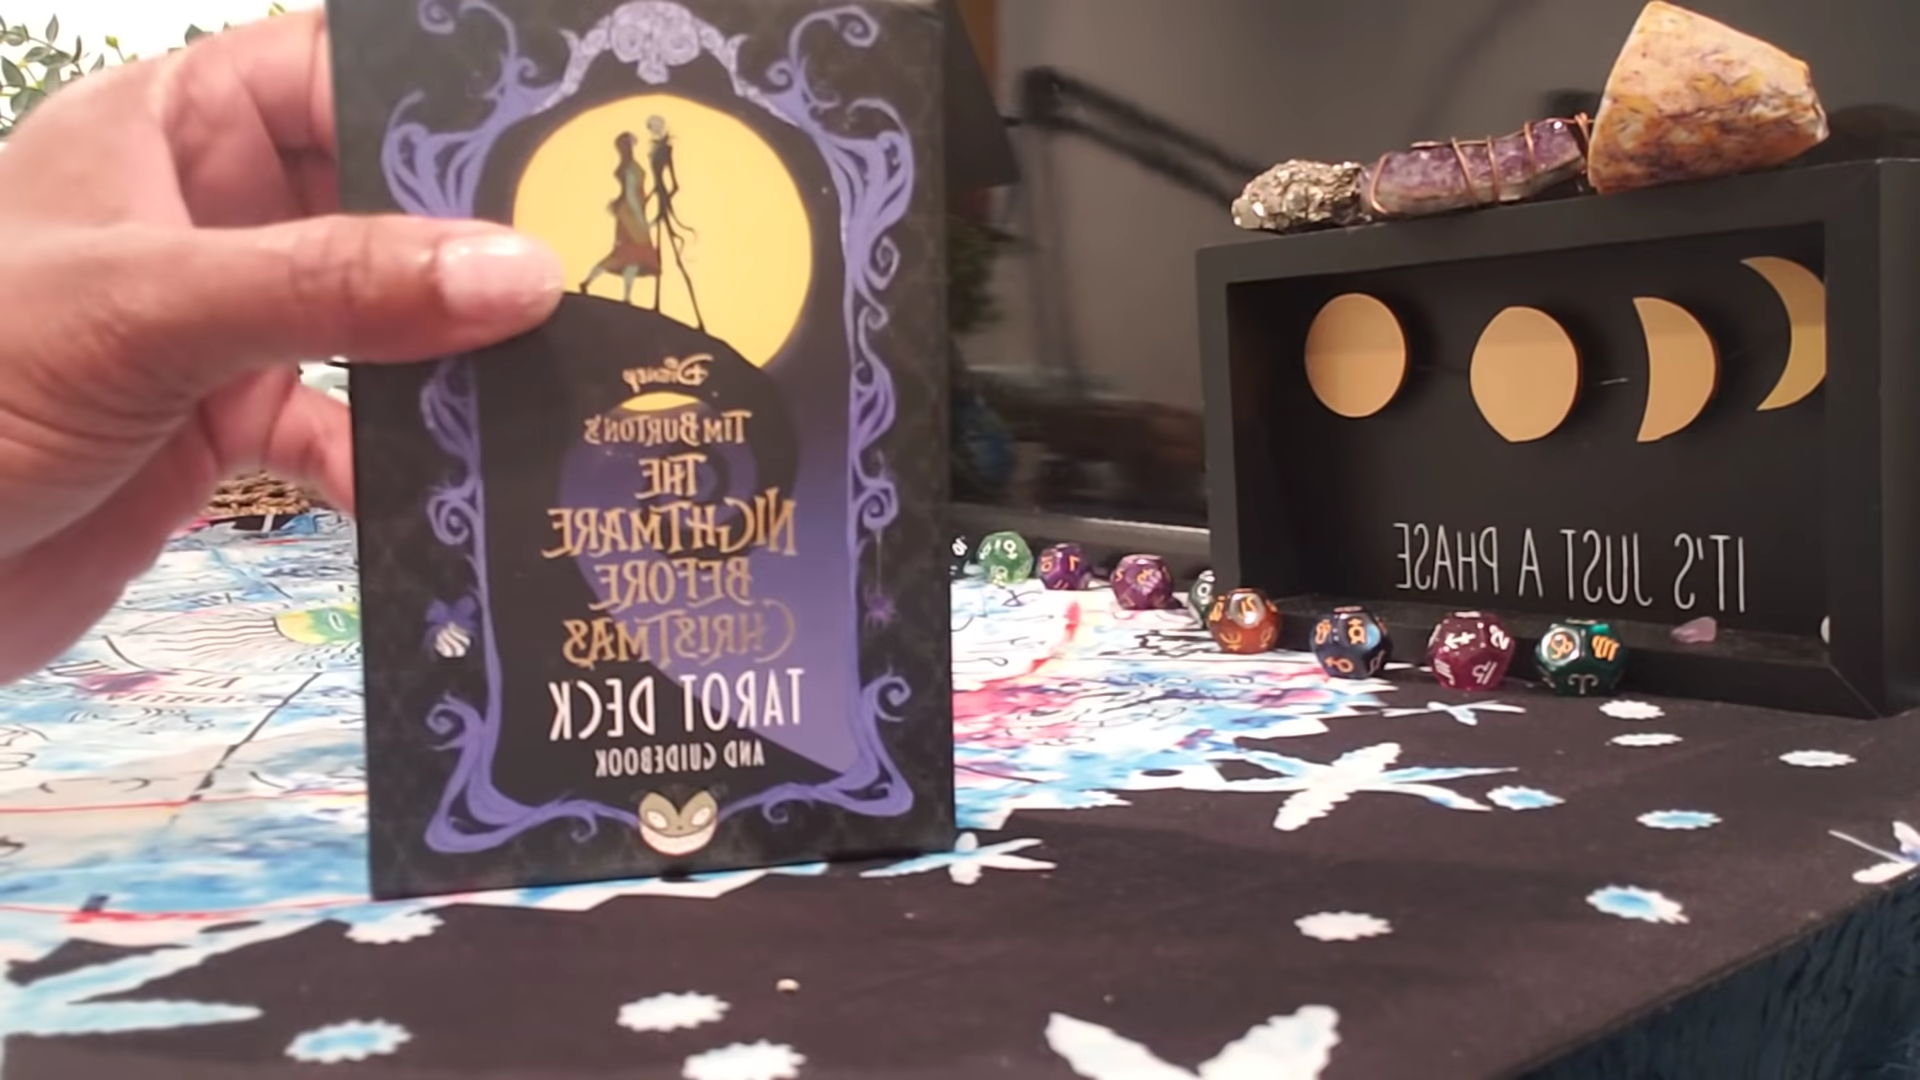 Disney
TIM BURTON'S
THE
NIGHTMARE
BEFORE
CHRISTMAS
TAROT DECK
AND GUIDEBOOK
IT'S JUST A PHASE